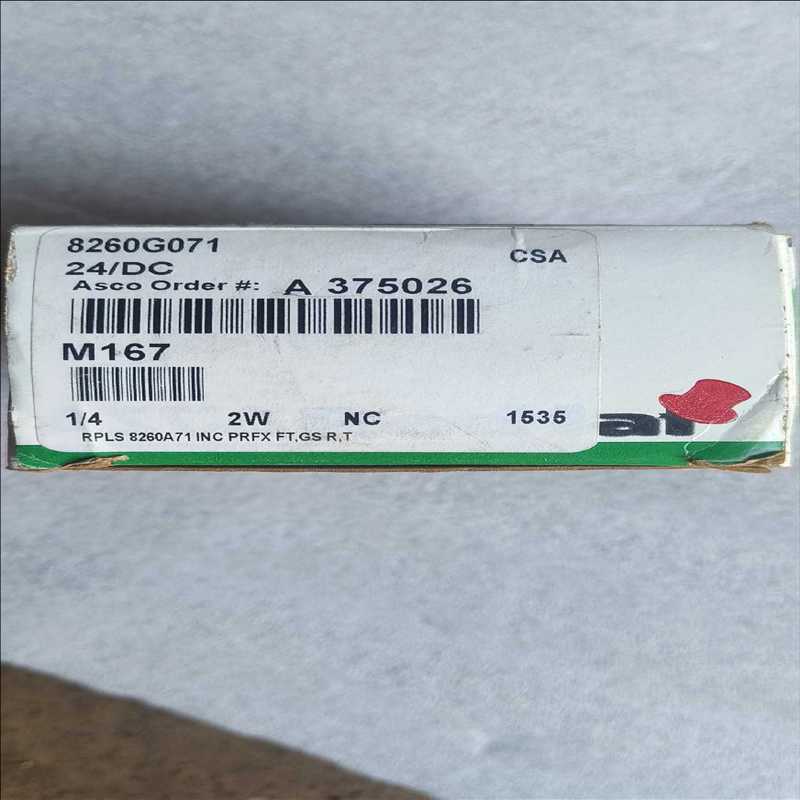 8260G071
CSA
24/DC
Asco Order #: A 375026
M167
1/4 2W NC 1535
RPLS 8260A71 INC PRFX FT,GS R,T